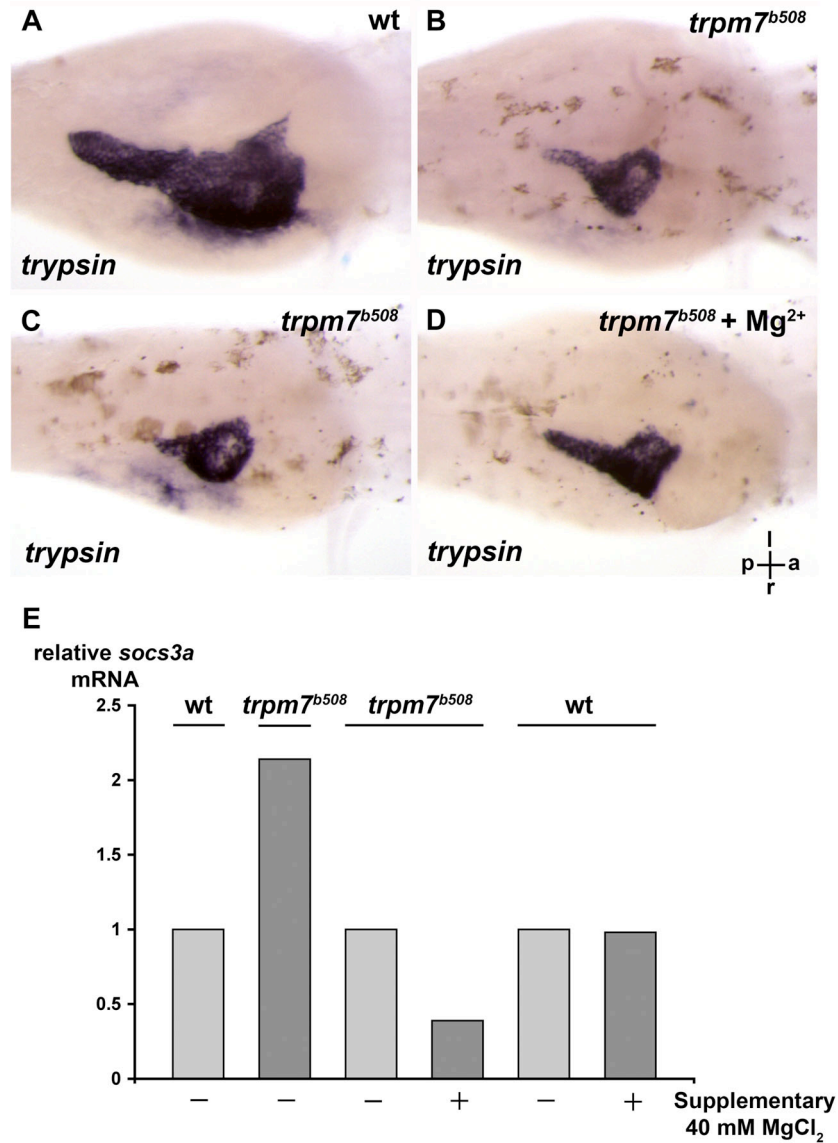 A wt
trypsin
B trpm7b508
trypsin
C trpm7b508
trypsin
D trpm7b508 + Mg2+
trypsin
l
p a
r
E
relative socs3a
mRNA
wt trpm7b508 trpm7b508 wt
2.5
2
1.5
1
0.5
0
− − − + − + Supplementary
40 mM MgCl2